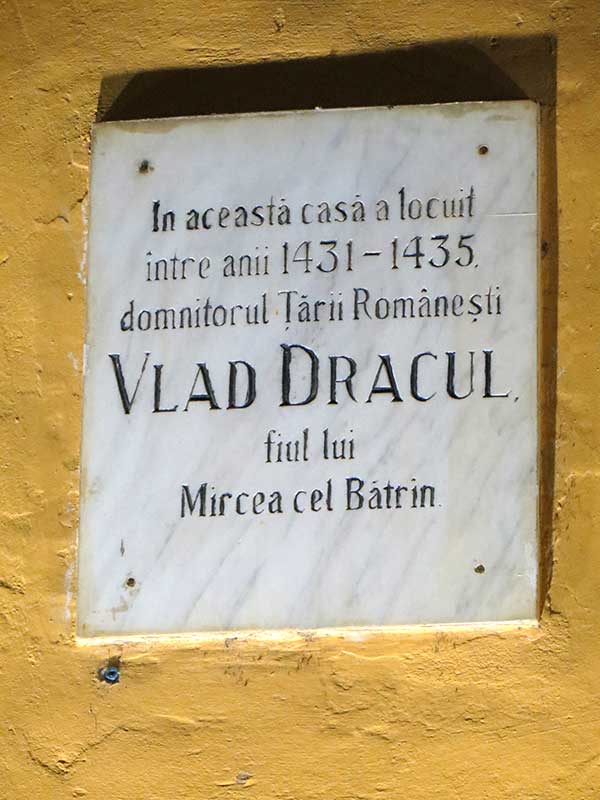 In această casă a locuit
între anii 1431 – 1435,
domnitorul Țării Românești
VLAD DRACUL,
fiul lui
Mircea cel Bătrîn.